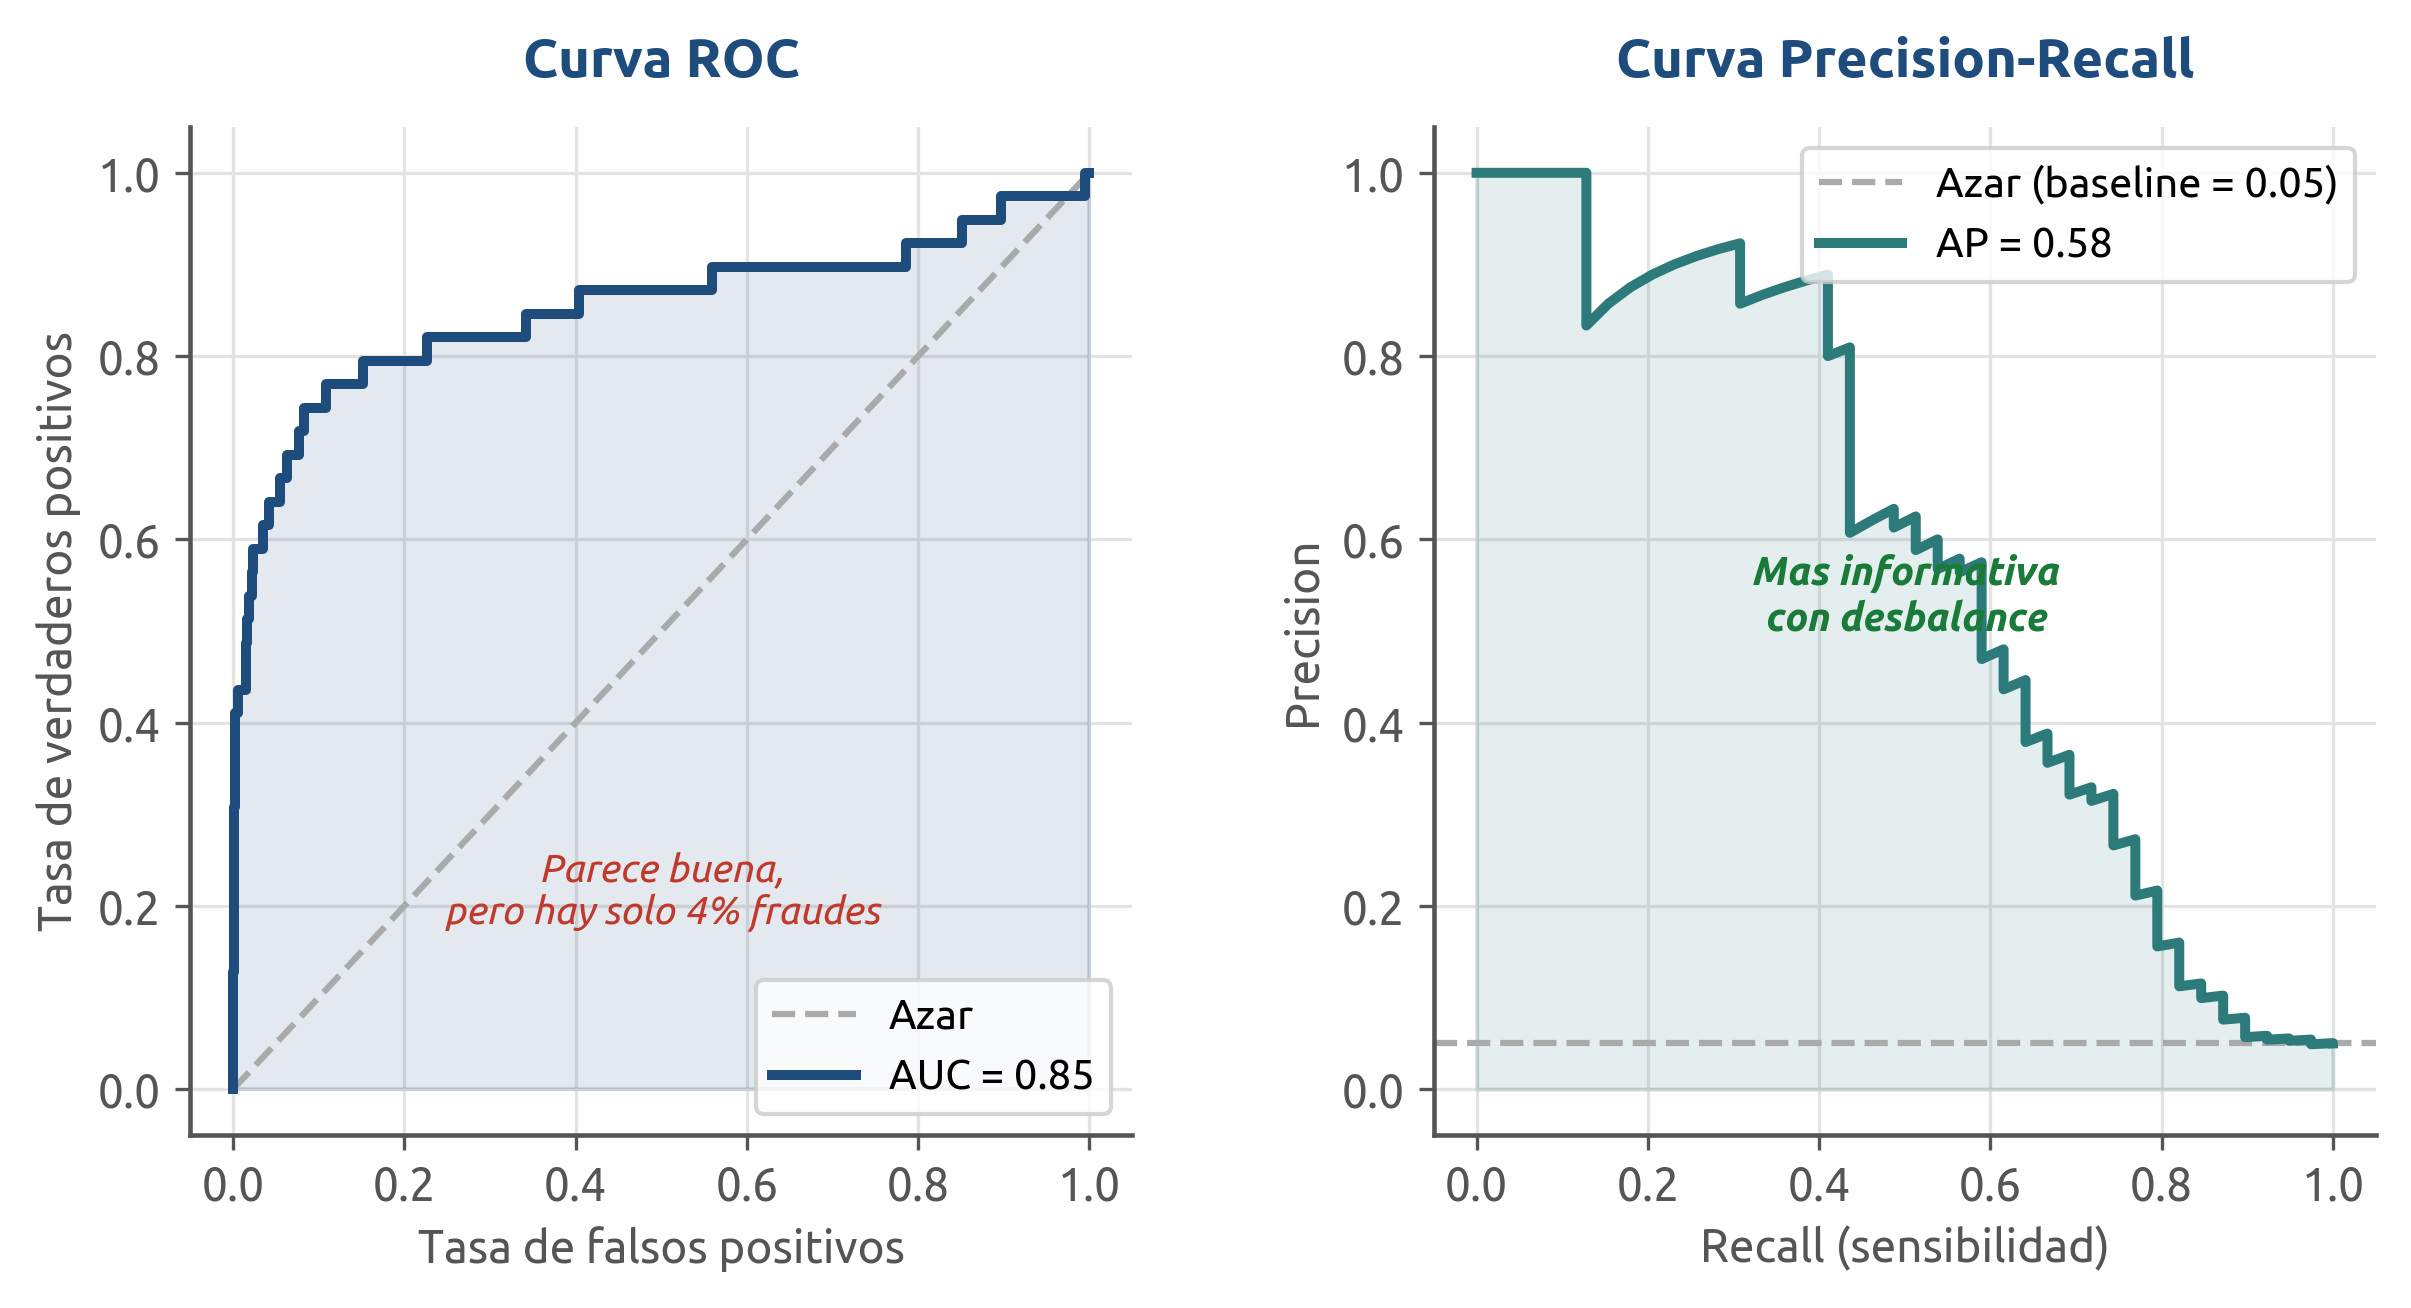 Curva ROC
Tasa de verdaderos positivos
1.0
0.8
0.6
0.4
0.2
0.0
Parece buena,
pero hay solo 4% fraudes
Azar
AUC = 0.85
0.0 0.2 0.4 0.6 0.8 1.0
Tasa de falsos positivos
Curva Precision-Recall
Precision
1.0
0.8
0.6
0.4
0.2
0.0
Azar (baseline = 0.05)
AP = 0.58
Mas informativa
con desbalance
0.0 0.2 0.4 0.6 0.8 1.0
Recall (sensibilidad)